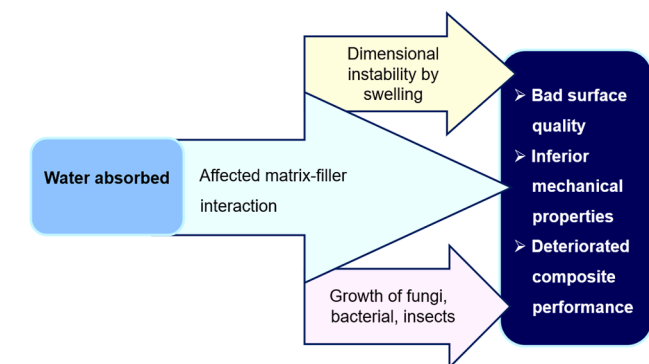 Dimensional
instability by
swelling
Water absorbed
Affected matrix-filler
interaction
Growth of fungi,
bacterial, insects
➢ Bad surface
quality
➢ Inferior
mechanical
properties
➢ Deteriorated
composite
performance